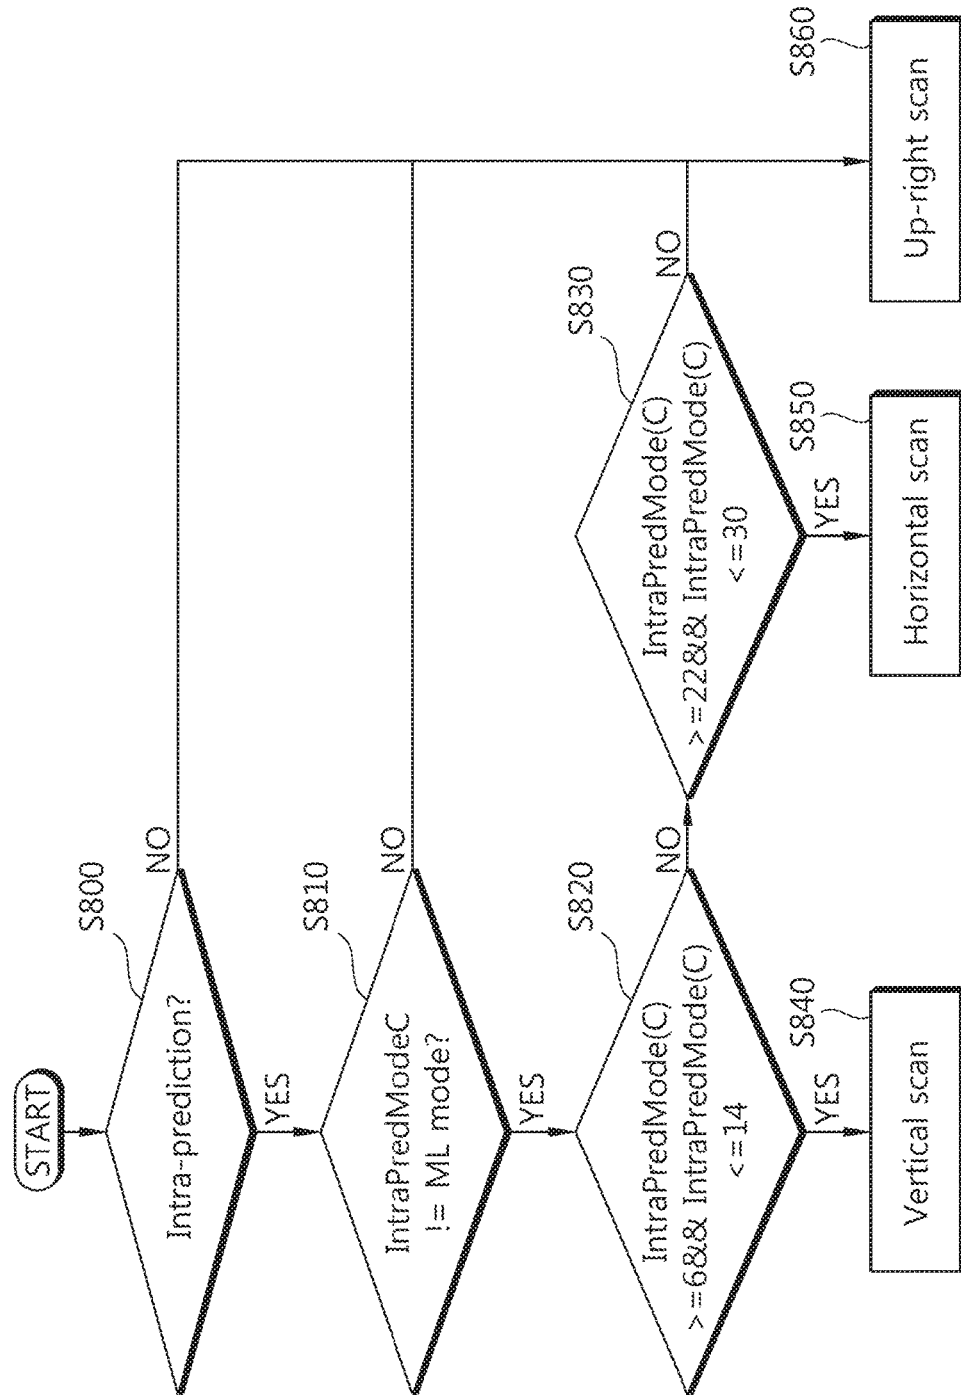 START
S800
Intra-prediction?
NO
YES
S810
IntraPredModeC
!= ML mode?
NO
YES
S820
IntraPredMode(C)
>=6&& IntraPredMode(C)
<=14
NO
YES
S830
IntraPredMode(C)
>=22&& IntraPredMode(C)
<=30
NO
YES
S840
Vertical scan
S850
Horizontal scan
S860
Up-right scan